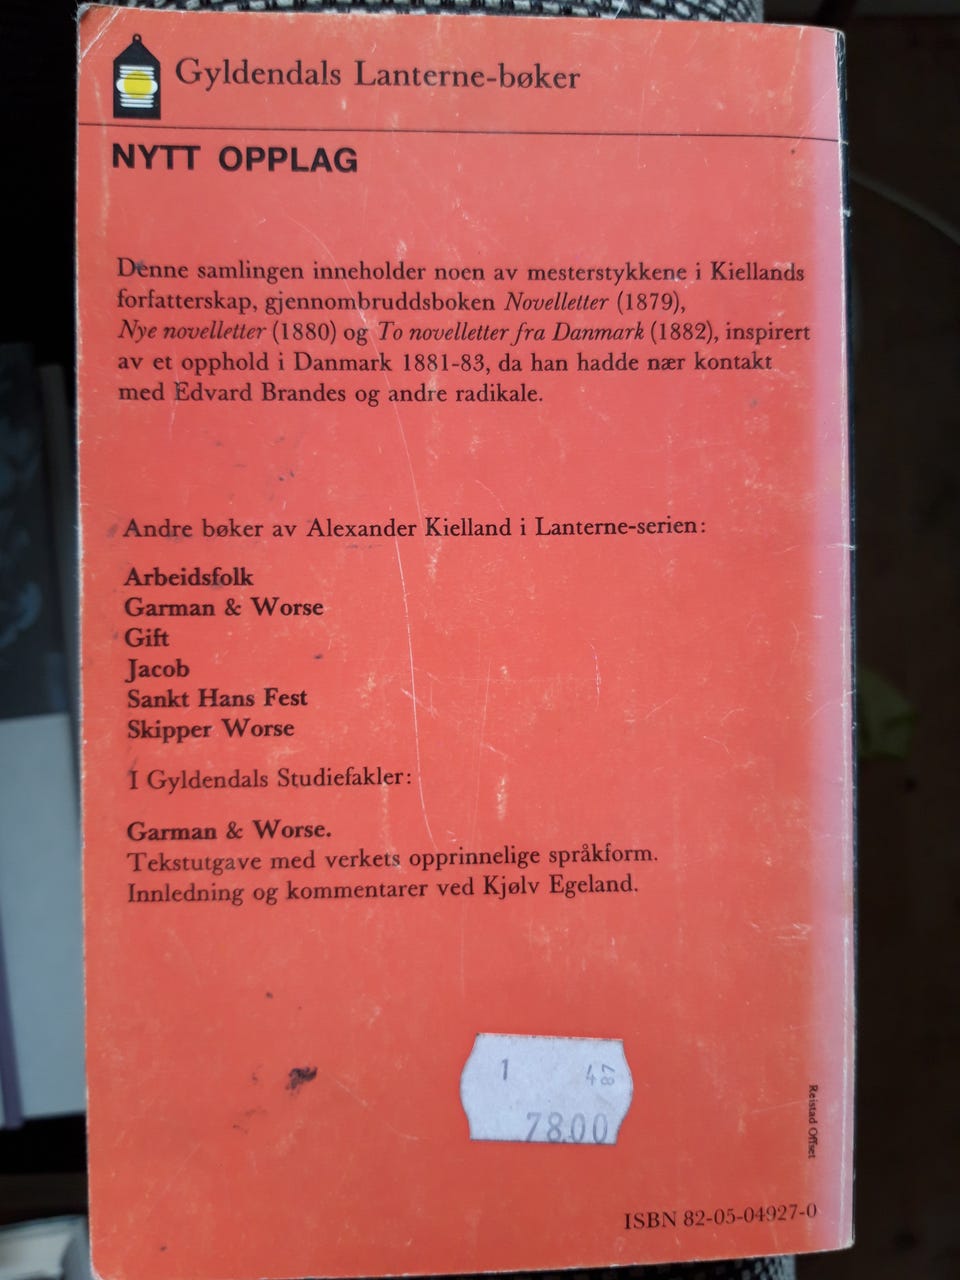 Gyldendals Lanterne-bøker
NYTT OPPLAG
Denne samlingen inneholder noen av mesterstykkene i Kiellands
forfatterskap, gjennombruddsboken Novelletter (1879),
Nye novelletter (1880) og To novelletter fra Danmark (1882), inspirert
av et opphold i Danmark 1881-83, da han hadde nær kontakt
med Edvard Brandes og andre radikale.
Andre bøker av Alexander Kielland i Lanterne-serien:
Arbeidsfolk
Garman & Worse
Gift
Jacob
Sankt Hans Fest
Skipper Worse
I Gyldendals Studiefakler:
Garman & Worse.
Tekstutgave med verkets opprinnelige språkform.
Innledning og kommentarer ved Kjølv Egeland.
1 4 87
7800
Reistad Offset
ISBN 82-05-04927-0